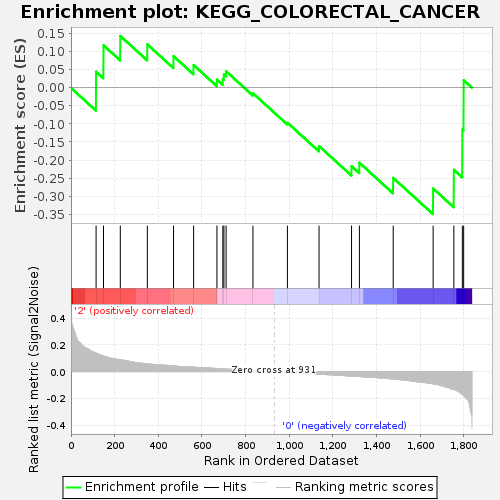 Enrichment plot: KEGG_COLORECTAL_CANCER
Enrichment score (ES)
0.15
0.10
0.05
0.00
-0.05
-0.10
-0.15
-0.20
-0.25
-0.30
-0.35
'2' (positively correlated)
Ranked list metric (Signal2Noise)
0.4
0.2
0.0
-0.2
-0.4
Zero cross at 931
'0' (negatively correlated)
0 200 400 600 800 1,000 1,200 1,400 1,600 1,800
Rank in Ordered Dataset
Enrichment profile Hits Ranking metric scores